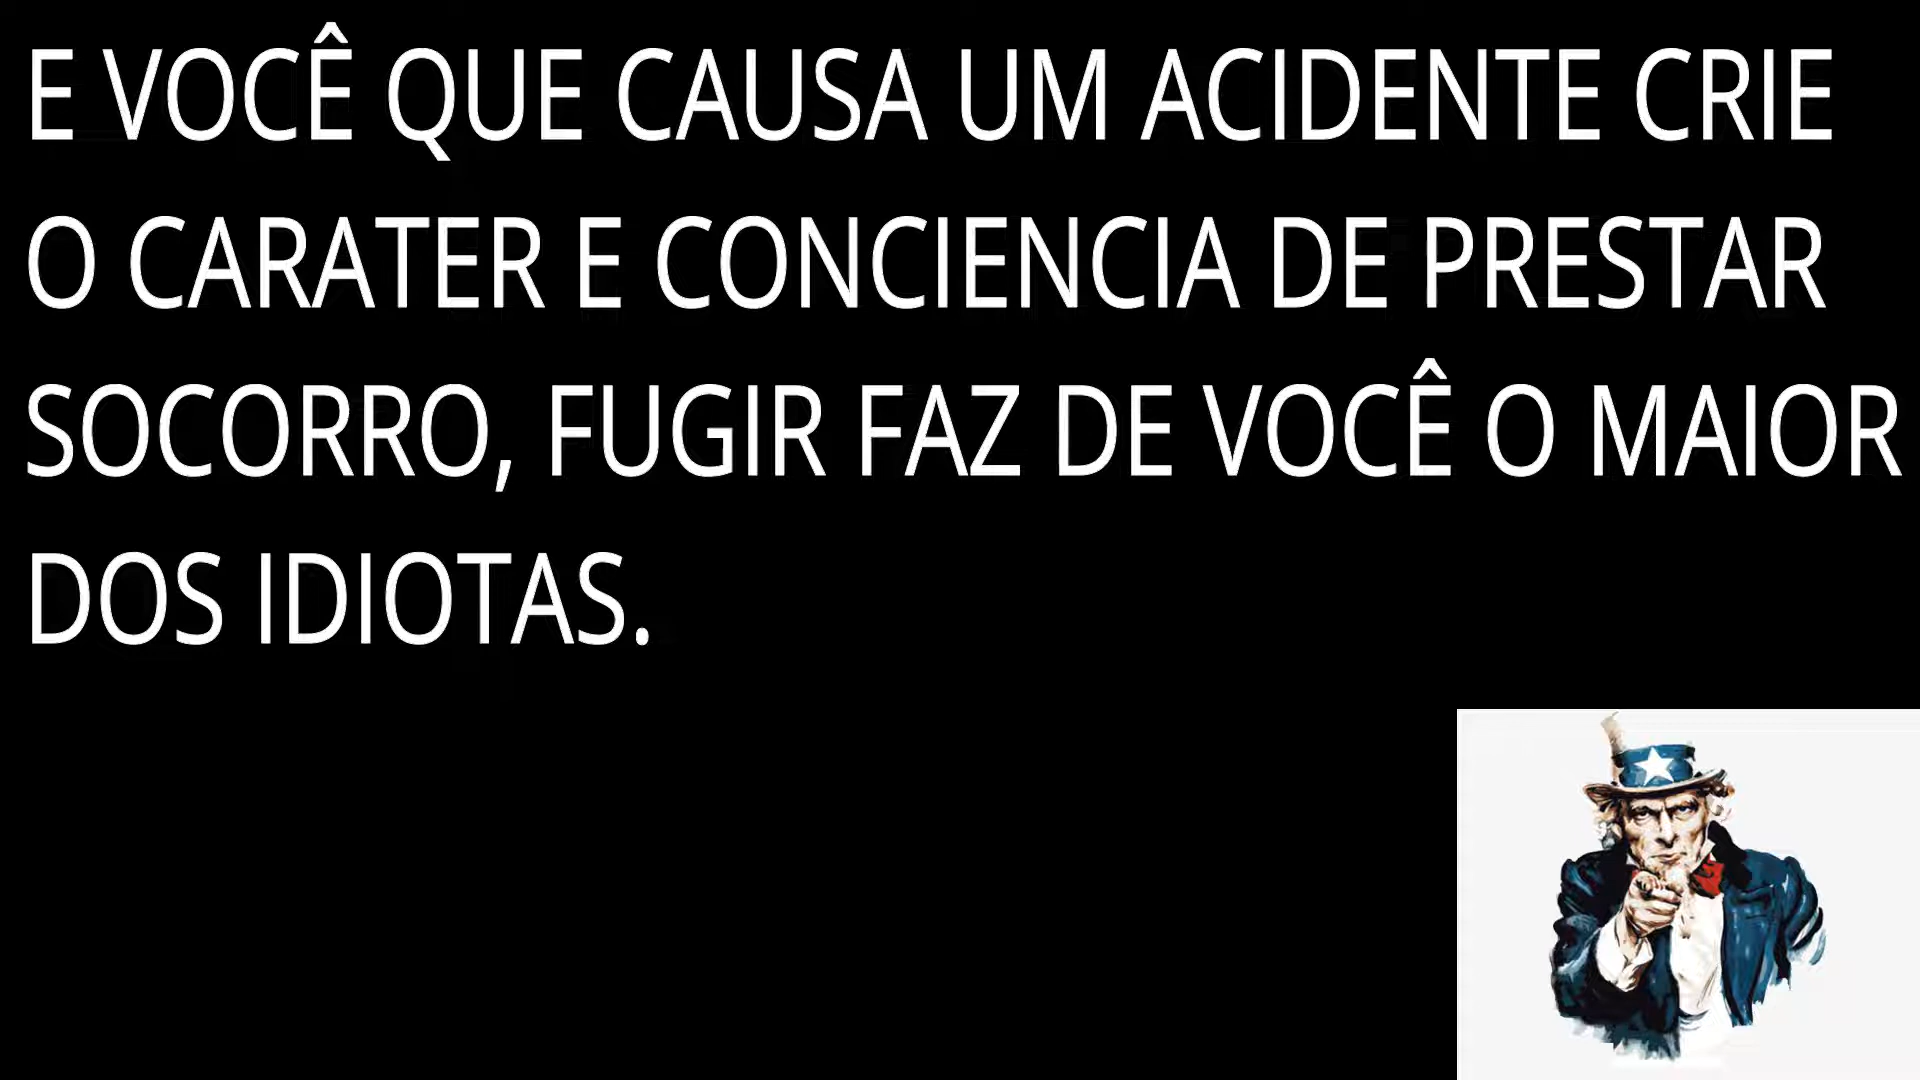 E VOCÊ QUE CAUSA UM ACIDENTE CRIE
O CARATER E CONCIENCIA DE PRESTAR
SOCORRO, FUGIR FAZ DE VOCÊ O MAIOR
DOS IDIOTAS.